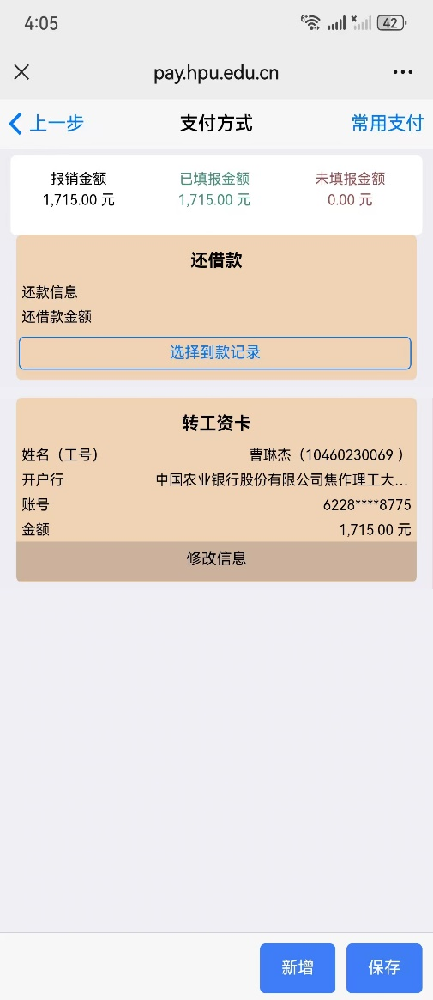 4:05
6 42
pay.hpu.edu.cn
上一步 支付方式 常用支付
报销金额 已填报金额 未填报金额
1,715.00 元 1,715.00 元 0.00 元
还借款
还款信息
还借款金额
选择到款记录
转工资卡
姓名（工号） 曹琳杰（10460230069 ）
开户行 中国农业银行股份有限公司焦作理工大...
账号 6228****8775
金额 1,715.00 元
修改信息
新增 保存